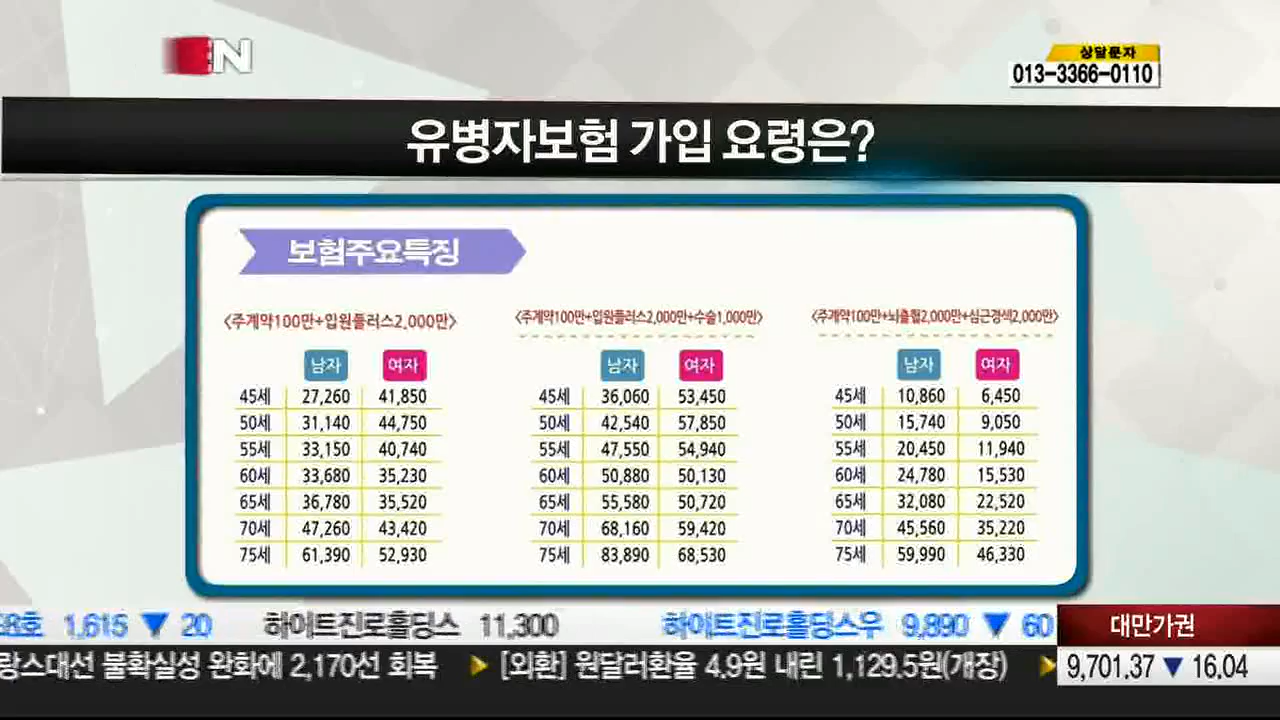 EN
상담문자
013-3366-0110
유병자보험 가입 요령은?
보험주요특징
<주계약100만+입원플러스2,000만>
남자 여자
45세 27,260 41,850
50세 31,140 44,750
55세 33,150 40,740
60세 33,680 35,230
65세 36,780 35,520
70세 47,260 43,420
75세 61,390 52,930
<주계약100만+입원플러스2,000만+수술1,000만>
남자 여자
45세 36,060 53,450
50세 42,540 57,850
55세 47,550 54,940
60세 50,880 50,130
65세 55,580 50,720
70세 68,160 59,420
75세 83,890 68,530
<주계약100만+뇌출혈2,000만+심근경색2,000만>
남자 여자
45세 10,860 6,450
50세 15,740 9,050
55세 20,450 11,940
60세 24,780 15,530
65세 32,080 22,520
70세 45,560 35,220
75세 59,990 46,330
호 1,615 ▼ 20 하이트진로홀딩스 11,300 하이트진로홀딩스우 9,890 ▼ 60
대만가권
랑스대선 불확실성 완화에 2,170선 회복 ▶ [외환] 원달러환율 4.9원 내린 1,129.5원(개장) ▶
9,701.37 ▼ 16.04